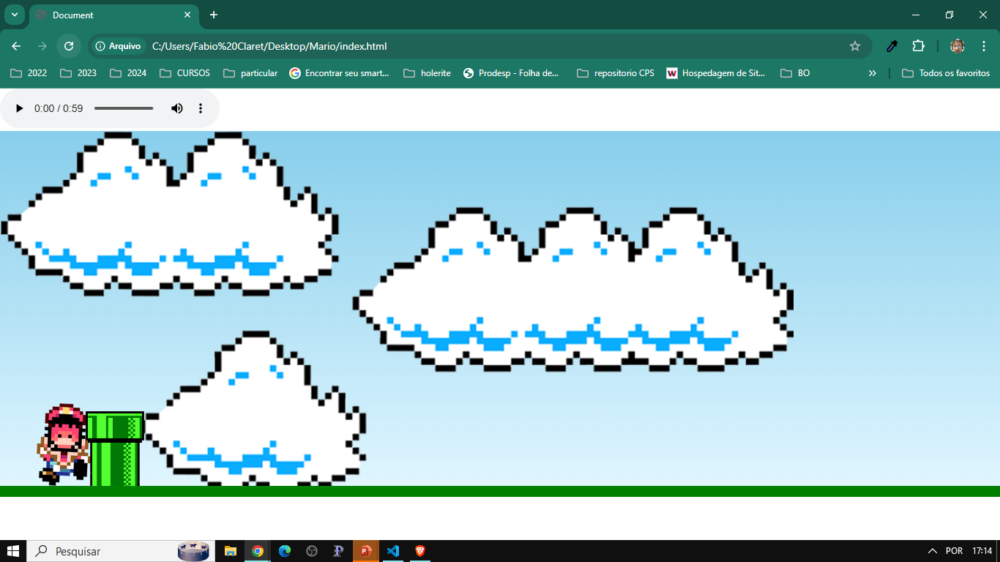 Document
Arquivo
C:/Users/Fabio%20Claret/Desktop/Mario/index.html
2022
2023
2024
CURSOS
particular
Encontrar seu smart...
holerite
Prodesp - Folha de...
repositorio CPS
Hospedagem de Sit...
BO
Todos os favoritos
0:00 / 0:59
Pesquisar
POR
17:14